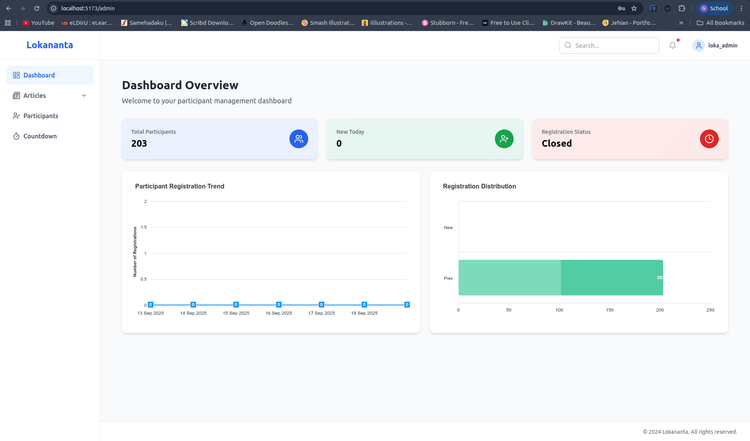 localhost:5173/admin
School
YouTube
eLDirU : eLear...
Samehadaku |...
Scribd Downlo...
Open Doodles...
Smash Illustrat...
Illlustrations -...
Stubborn - Fre...
Free to Use Cli...
DrawKit - Beau...
Jehian - Portfo...
»
All Bookmarks
Lokananta
Search...
loka_admin
Dashboard
Articles
Participants
Countdown
Dashboard Overview
Welcome to your participant management dashboard
Total Participants
203
New Today
0
Registration Status
Closed
Participant Registration Trend
Number of Registrations
2
1.5
1
0.5
0
0 0 0 0 0 0 0
13 Sep 2025 14 Sep 2025 15 Sep 2025 16 Sep 2025 17 Sep 2025 18 Sep 2025
Registration Distribution
New
Prev
0 50 100 150 200 250
© 2024 Lokananta. All rights reserved.